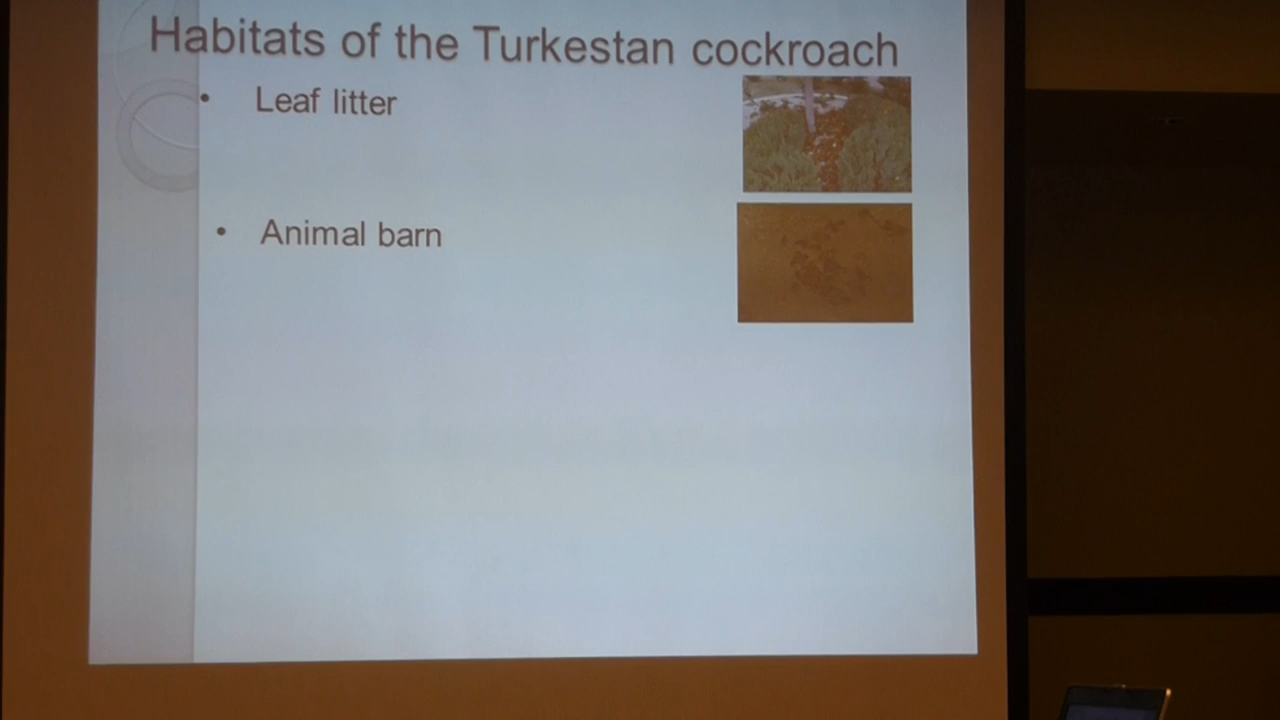 Habitats of the Turkestan cockroach
• Leaf litter
• Animal barn